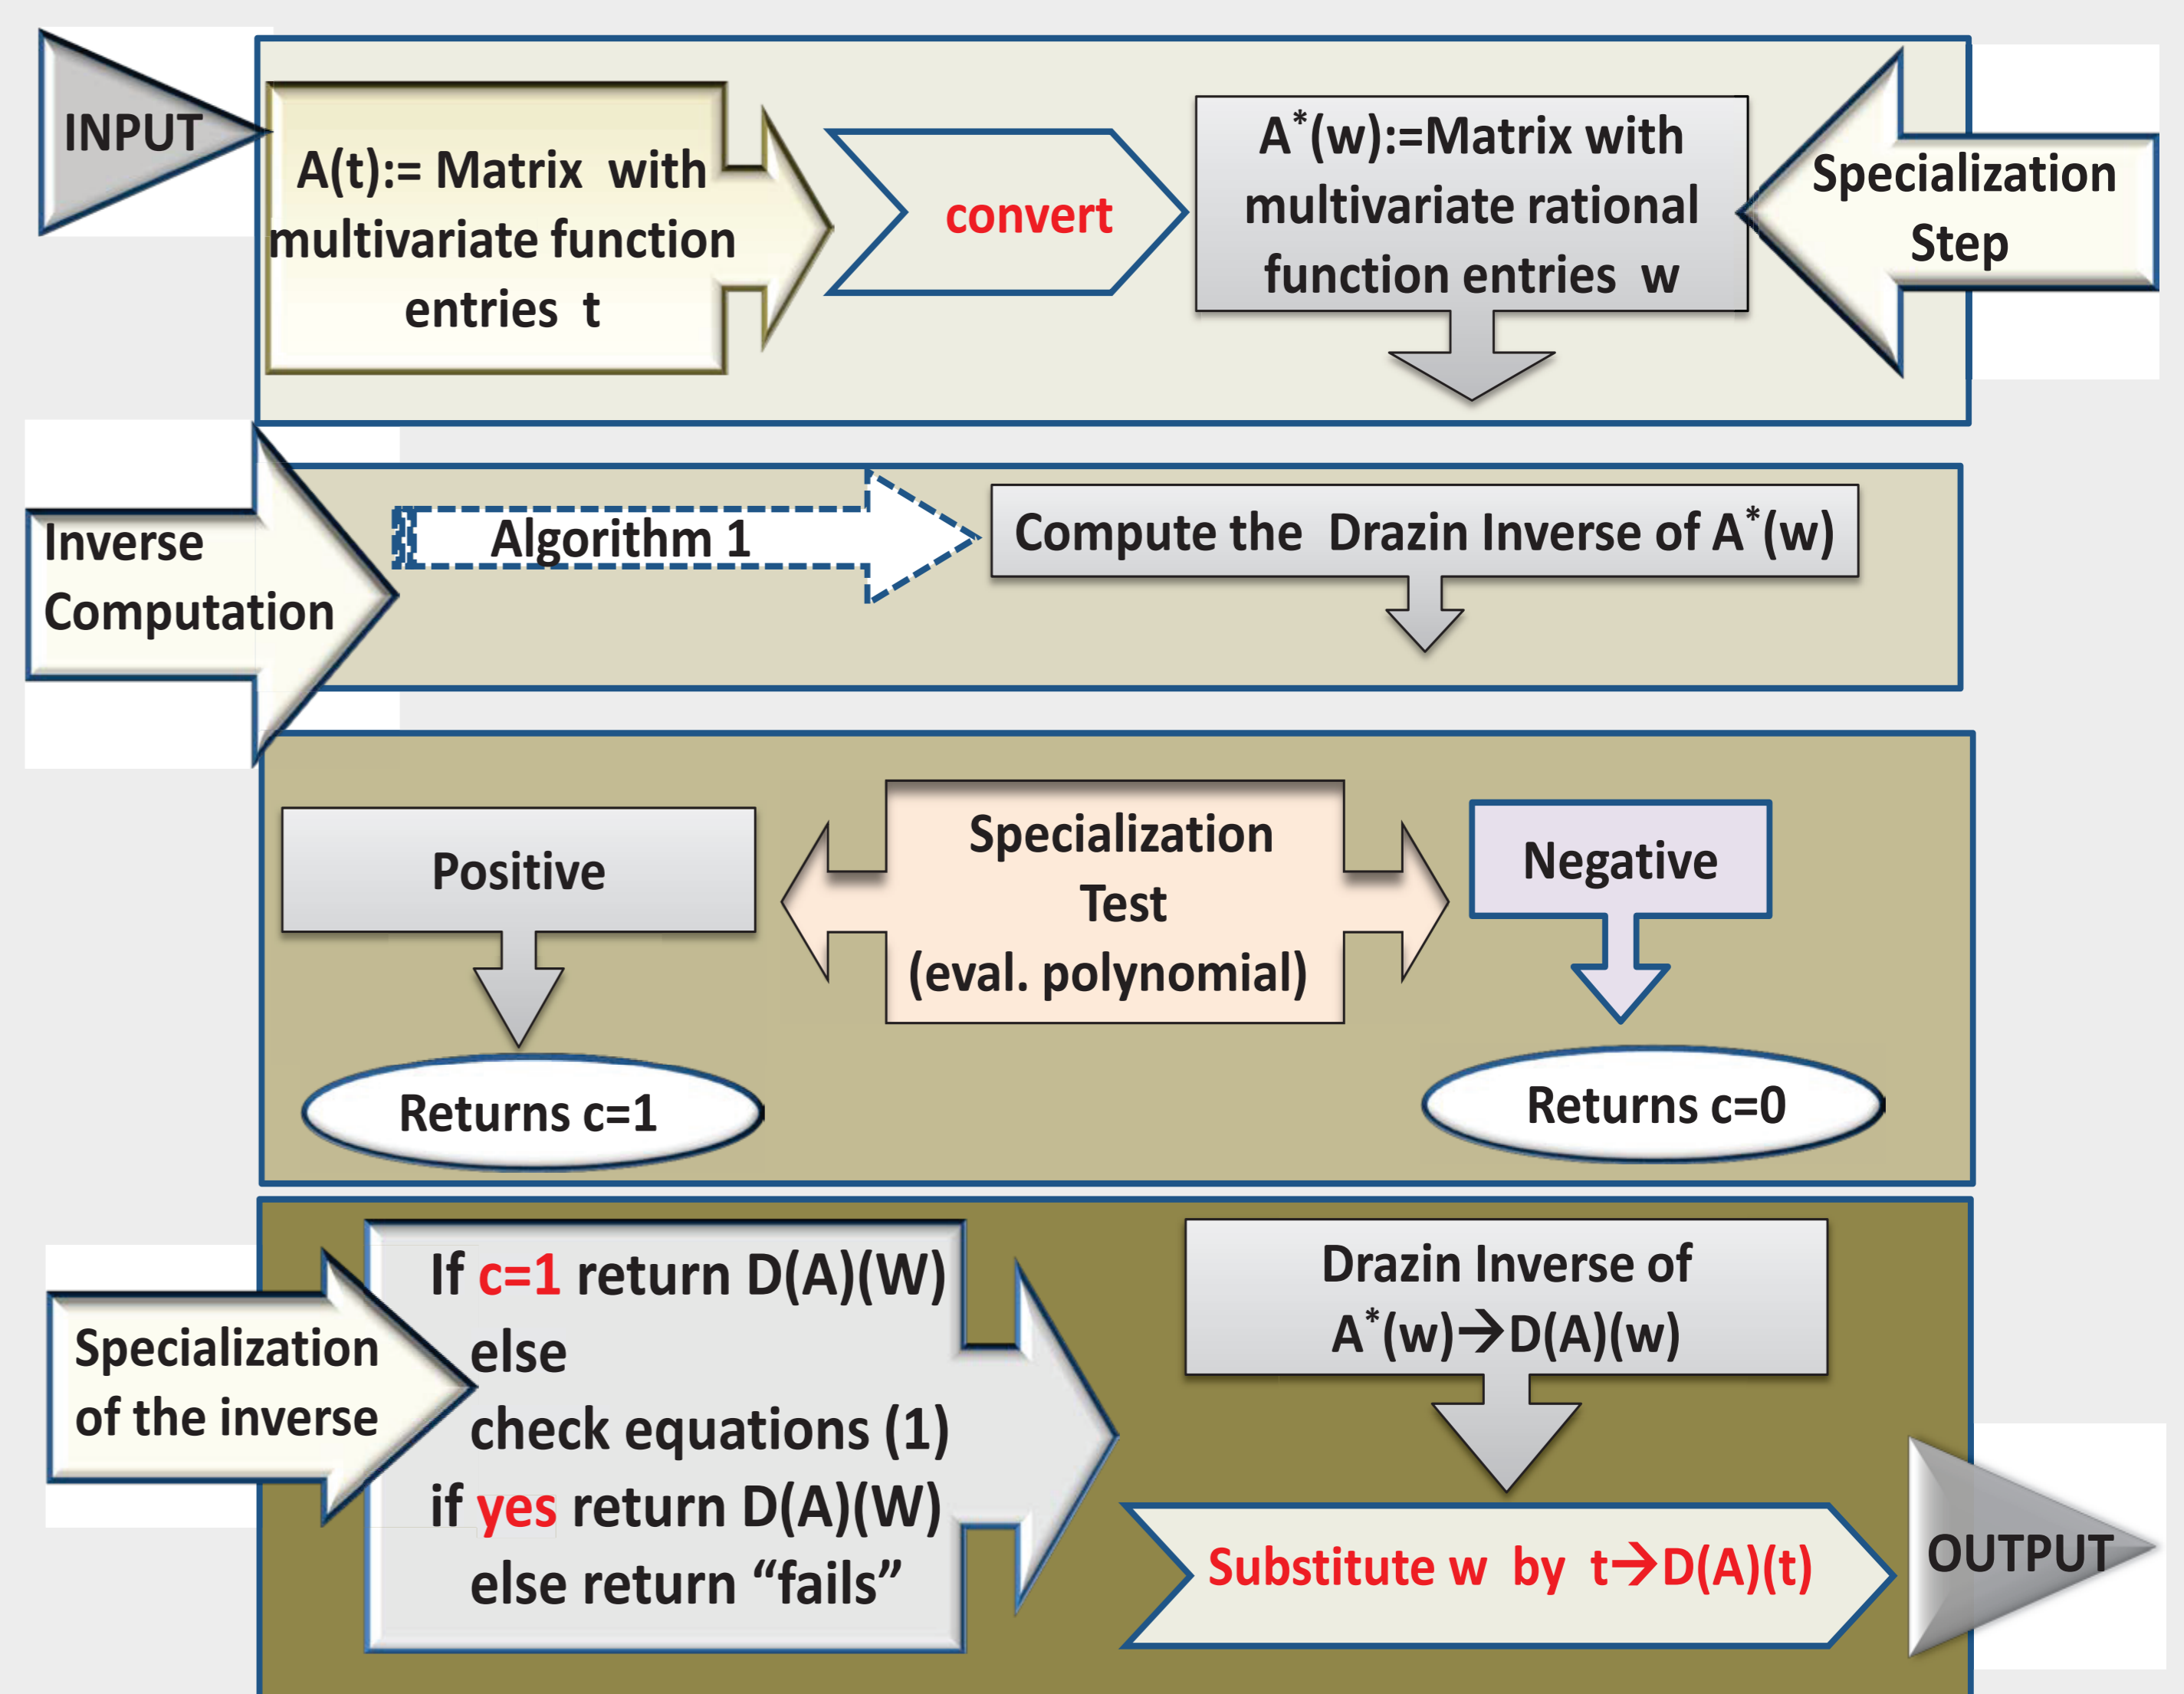 INPUT
A(t):= Matrix with
multivariate function
entries t
convert
A*(w):=Matrix with
multivariate rational
function entries w
Specialization
Step
Inverse
Computation
Algorithm 1
Compute the Drazin Inverse of A*(w)
Positive
Specialization
Test
(eval. polynomial)
Negative
Returns c=1
Returns c=0
Specialization
of the inverse
If c=1 return D(A)(W)
else
check equations (1)
if yes return D(A)(W)
else return “fails”
Drazin Inverse of
A*(w)→D(A)(w)
Substitute w by t→D(A)(t)
OUTPUT